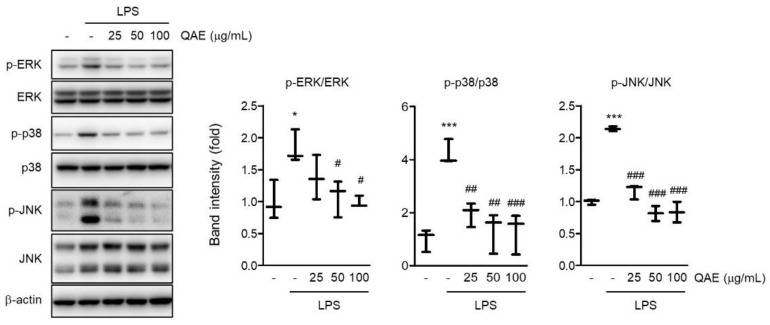 LPS
- - 25 50 100 QAE (μg/mL)
p-ERK
ERK
p-p38
p38
p-JNK
JNK
β-actin
p-ERK/ERK
Band intensity (fold)
2.5
2.0
1.5
1.0
0.5
0.0
*
#
#
- - 25 50 100
LPS
p-p38/p38
6
4
2
0
***
##
##
###
- - 25 50 100
LPS
p-JNK/JNK
2.5
2.0
1.5
1.0
0.5
0.0
***
###
###
###
- - 25 50 100 QAE (μg/mL)
LPS